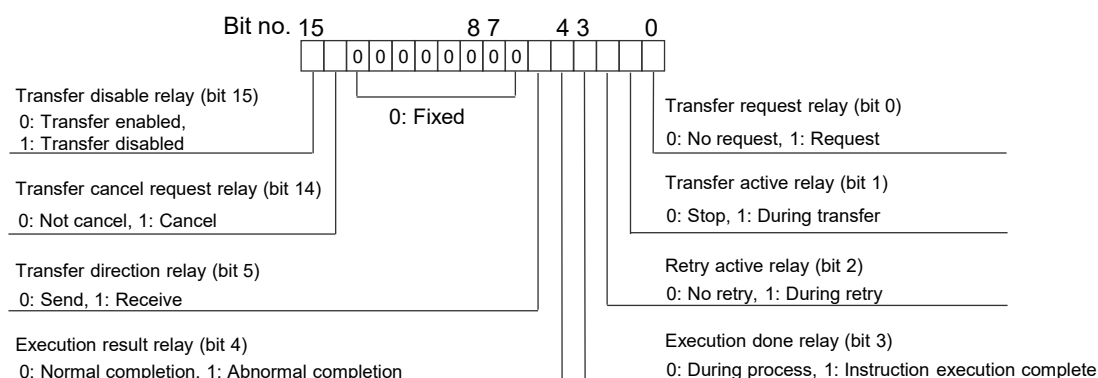 Bit no. 15 8 7 4 3 0
0 0 0 0 0 0 0 0
0: Fixed
Transfer disable relay (bit 15)
0: Transfer enabled,
1: Transfer disabled
Transfer cancel request relay (bit 14)
0: Not cancel, 1: Cancel
Transfer direction relay (bit 5)
0: Send, 1: Receive
Execution result relay (bit 4)
0: Normal completion, 1: Abnormal completion
Transfer request relay (bit 0)
0: No request, 1: Request
Transfer active relay (bit 1)
0: Stop, 1: During transfer
Retry active relay (bit 2)
0: No retry, 1: During retry
Execution done relay (bit 3)
0: During process, 1: Instruction execution complete